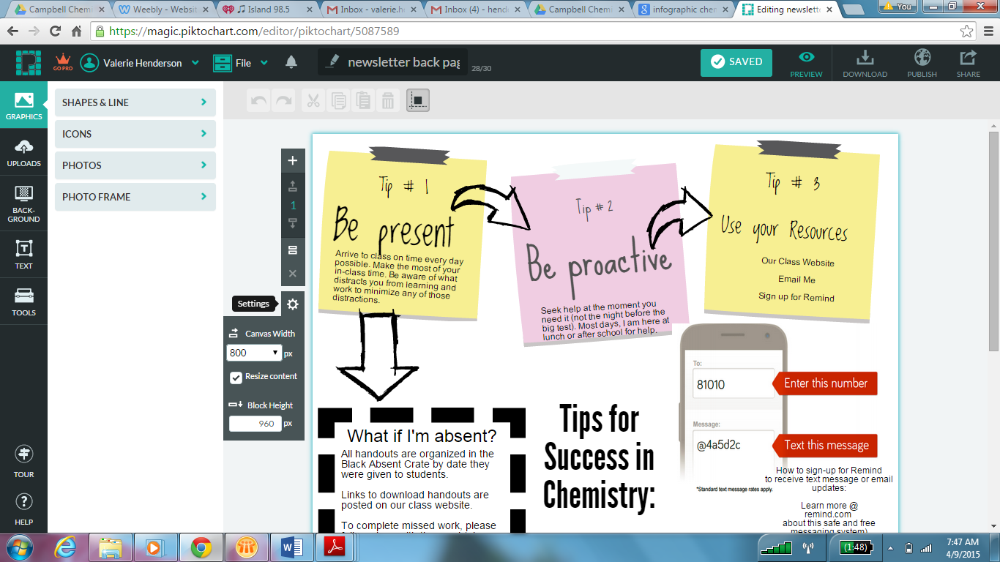 Campbell Chemi
Weebly - Websit
Island 98.5
Inbox - valerie.he
Inbox (4) - hend
Campbell Chemi
infographic cher
Editing newslett
You
https://magic.piktochart.com/editor/piktochart/5087589
GO PRO
Valerie Henderson
File
newsletter back pag
28/30
SAVED
PREVIEW
DOWNLOAD
PUBLISH
SHARE
GRAPHICS
UPLOADS
BACK-
GROUND
TEXT
TOOLS
TOUR
HELP
SHAPES & LINE
ICONS
PHOTOS
PHOTO FRAME
1
Settings
Canvas Width
800 px
Resize content
Block Height
960 px
Tip # 1
Be present
Arrive to class on time every day
possible. Make the most of your
in-class time. Be aware of what
distracts you from learning and
work to minimize any of those
distractions.
Tip # 2
Be proactive
Seek help at the moment you
need it (not the night before the
big test). Most days, I am here at
lunch or after school for help.
Tip # 3
Use your Resources
Our Class Website
Email Me
Sign up for Remind
What if I'm absent?
All handouts are organized in the
Black Absent Crate by date they
were given to students.
Links to download handouts are
posted on our class website.
To complete missed work, please
Tips for
Success in
Chemistry:
To:
81010
Enter this number
Message:
@4a5d2c
Text this message
*Standard text message rates apply.
How to sign-up for Remind
to receive text message or email
updates:
Learn more @
remind.com
about this safe and free
messaging system)
(1:48)
7:47 AM
4/9/2015